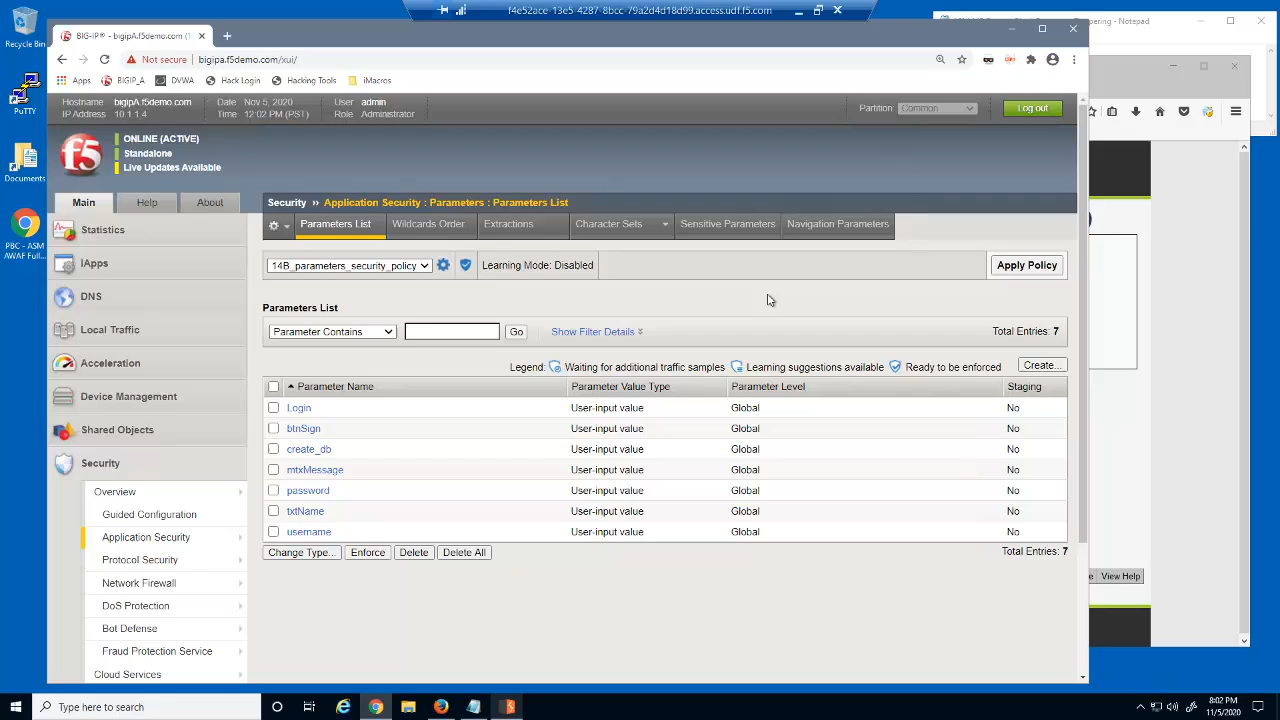 f4e52ace-13e5-4287-8bcc-79a2d4d18d99.access.udf.f5.com
Recycle Bin
PuTTY
Documents
PBC - ASM
AWAF Full...
Tampering - Notepad
BIG-IP® - bigipA.f5demo.com (1
Not secure
bigipa.f5demo.com/xui/
Apps
BIGIP_A
DVWA
Hack Login
Hacking Tools
iMacros
Hostname bigipA.f5demo.com
IP Address 10.1.1.4
Date Nov 5, 2020
Time 12:02 PM (PST)
User admin
Role Administrator
Partition: Common
Log out
f5
ONLINE (ACTIVE)
Standalone
Live Updates Available
Main
Help
About
Security ›› Application Security : Parameters : Parameters List
Parameters List
Wildcards Order
Extractions
Character Sets
Sensitive Parameters
Navigation Parameters
Statistics
IApps
DNS
Local Traffic
Acceleration
Device Management
Shared Objects
Security
Overview
Guided Configuration
Application Security
Protocol Security
Network Firewall
DoS Protection
Bot Defense
Fraud Protection Service
Cloud Services
14B_parameters_security_policy
Learning Mode: Disabled
Apply Policy
Parameters List
Parameter Contains
Go
Show Filter Details
Total Entries: 7
Legend: Waiting for additional traffic samples Learning suggestions available Ready to be enforced
Create...
Parameter Name Parameter Value Type Parameter Level Staging
Login User-input value Global No
btnSign User-input value Global No
create_db User-input value Global No
mtxMessage User-input value Global No
password User-input value Global No
txtName User-input value Global No
username User-input value Global No
Change Type...
Enforce
Delete
Delete All
Total Entries: 7
View Help
Type here to search
8:02 PM
11/5/2020